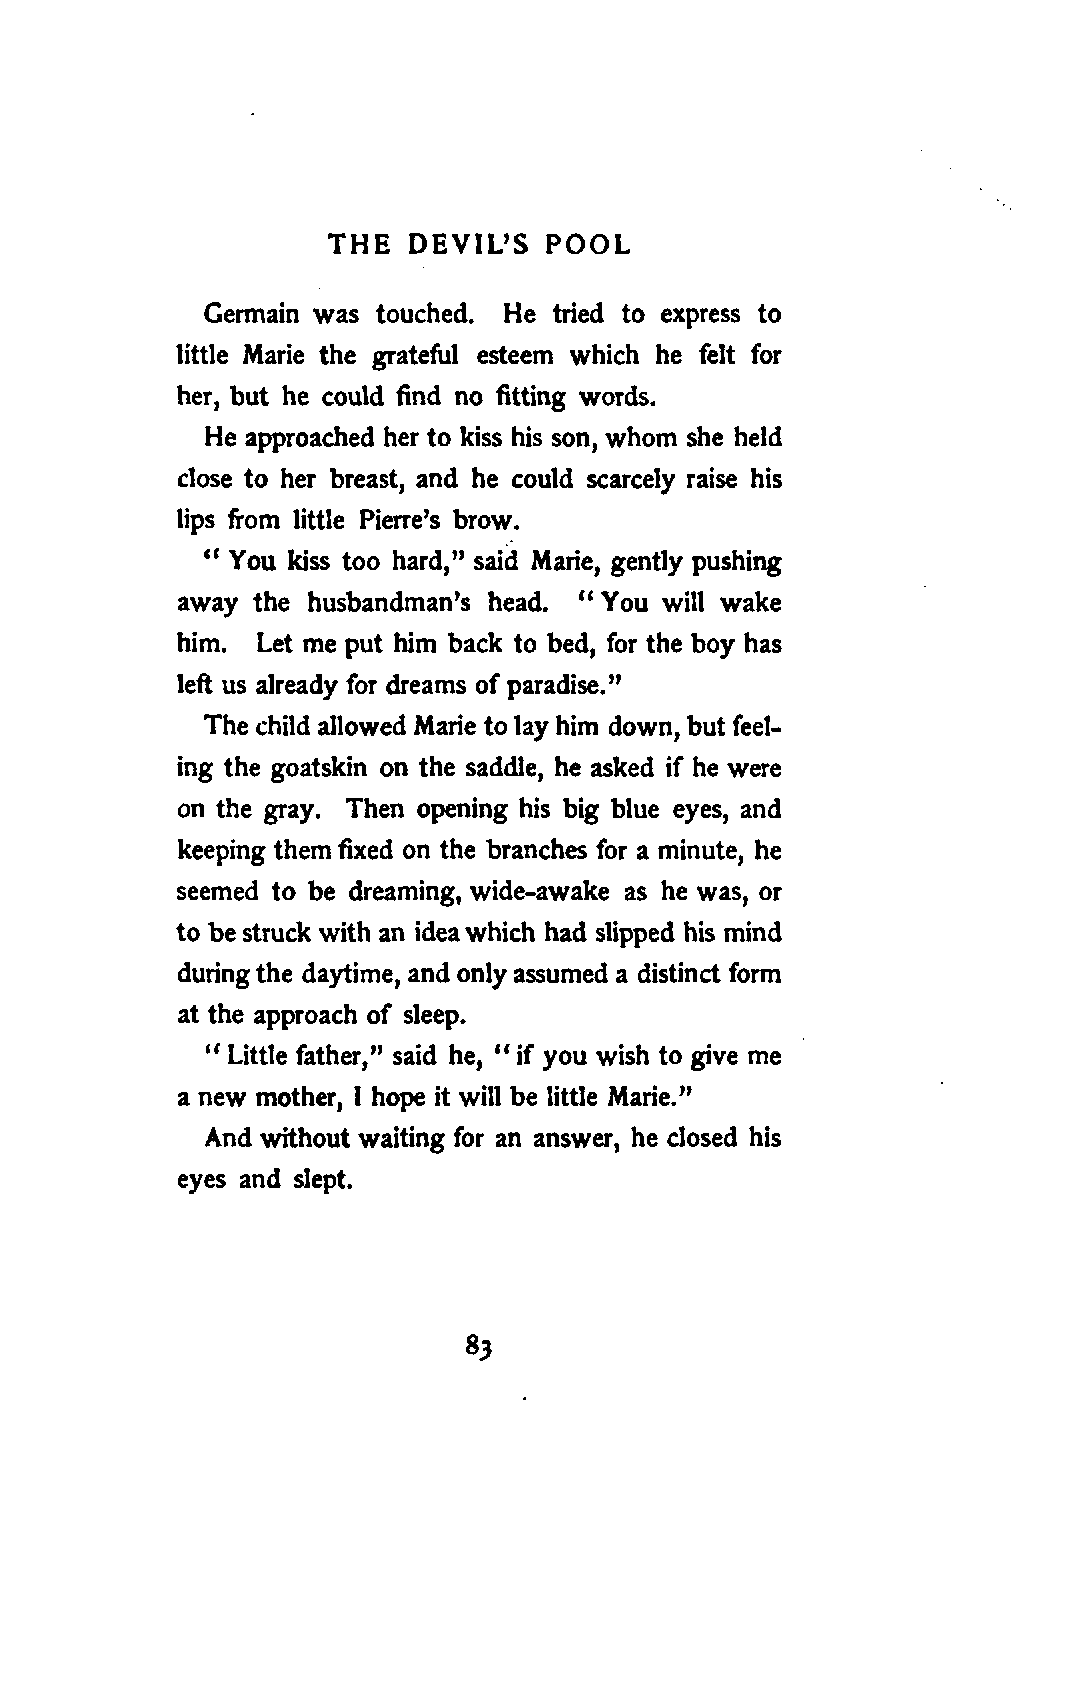 THE DEVIL'S POOL
Germain was touched. He tried to express to
little Marie the grateful esteem which he felt for
her, but he could find no fitting words.
He approached her to kiss his son, whom she held
close to her breast, and he could scarcely raise his
lips from little Pierre's brow.
“ You kiss too hard,” said Marie, gently pushing
away the husbandman's head. “ You will wake
him. Let me put him back to bed, for the boy has
left us already for dreams of paradise.”
The child allowed Marie to lay him down, but feel-
ing the goatskin on the saddle, he asked if he were
on the gray. Then opening his big blue eyes, and
keeping them fixed on the branches for a minute, he
seemed to be dreaming, wide-awake as he was, or
to be struck with an idea which had slipped his mind
during the daytime, and only assumed a distinct form
at the approach of sleep.
“ Little father,” said he, “ if you wish to give me
a new mother, I hope it will be little Marie.”
And without waiting for an answer, he closed his
eyes and slept.
83